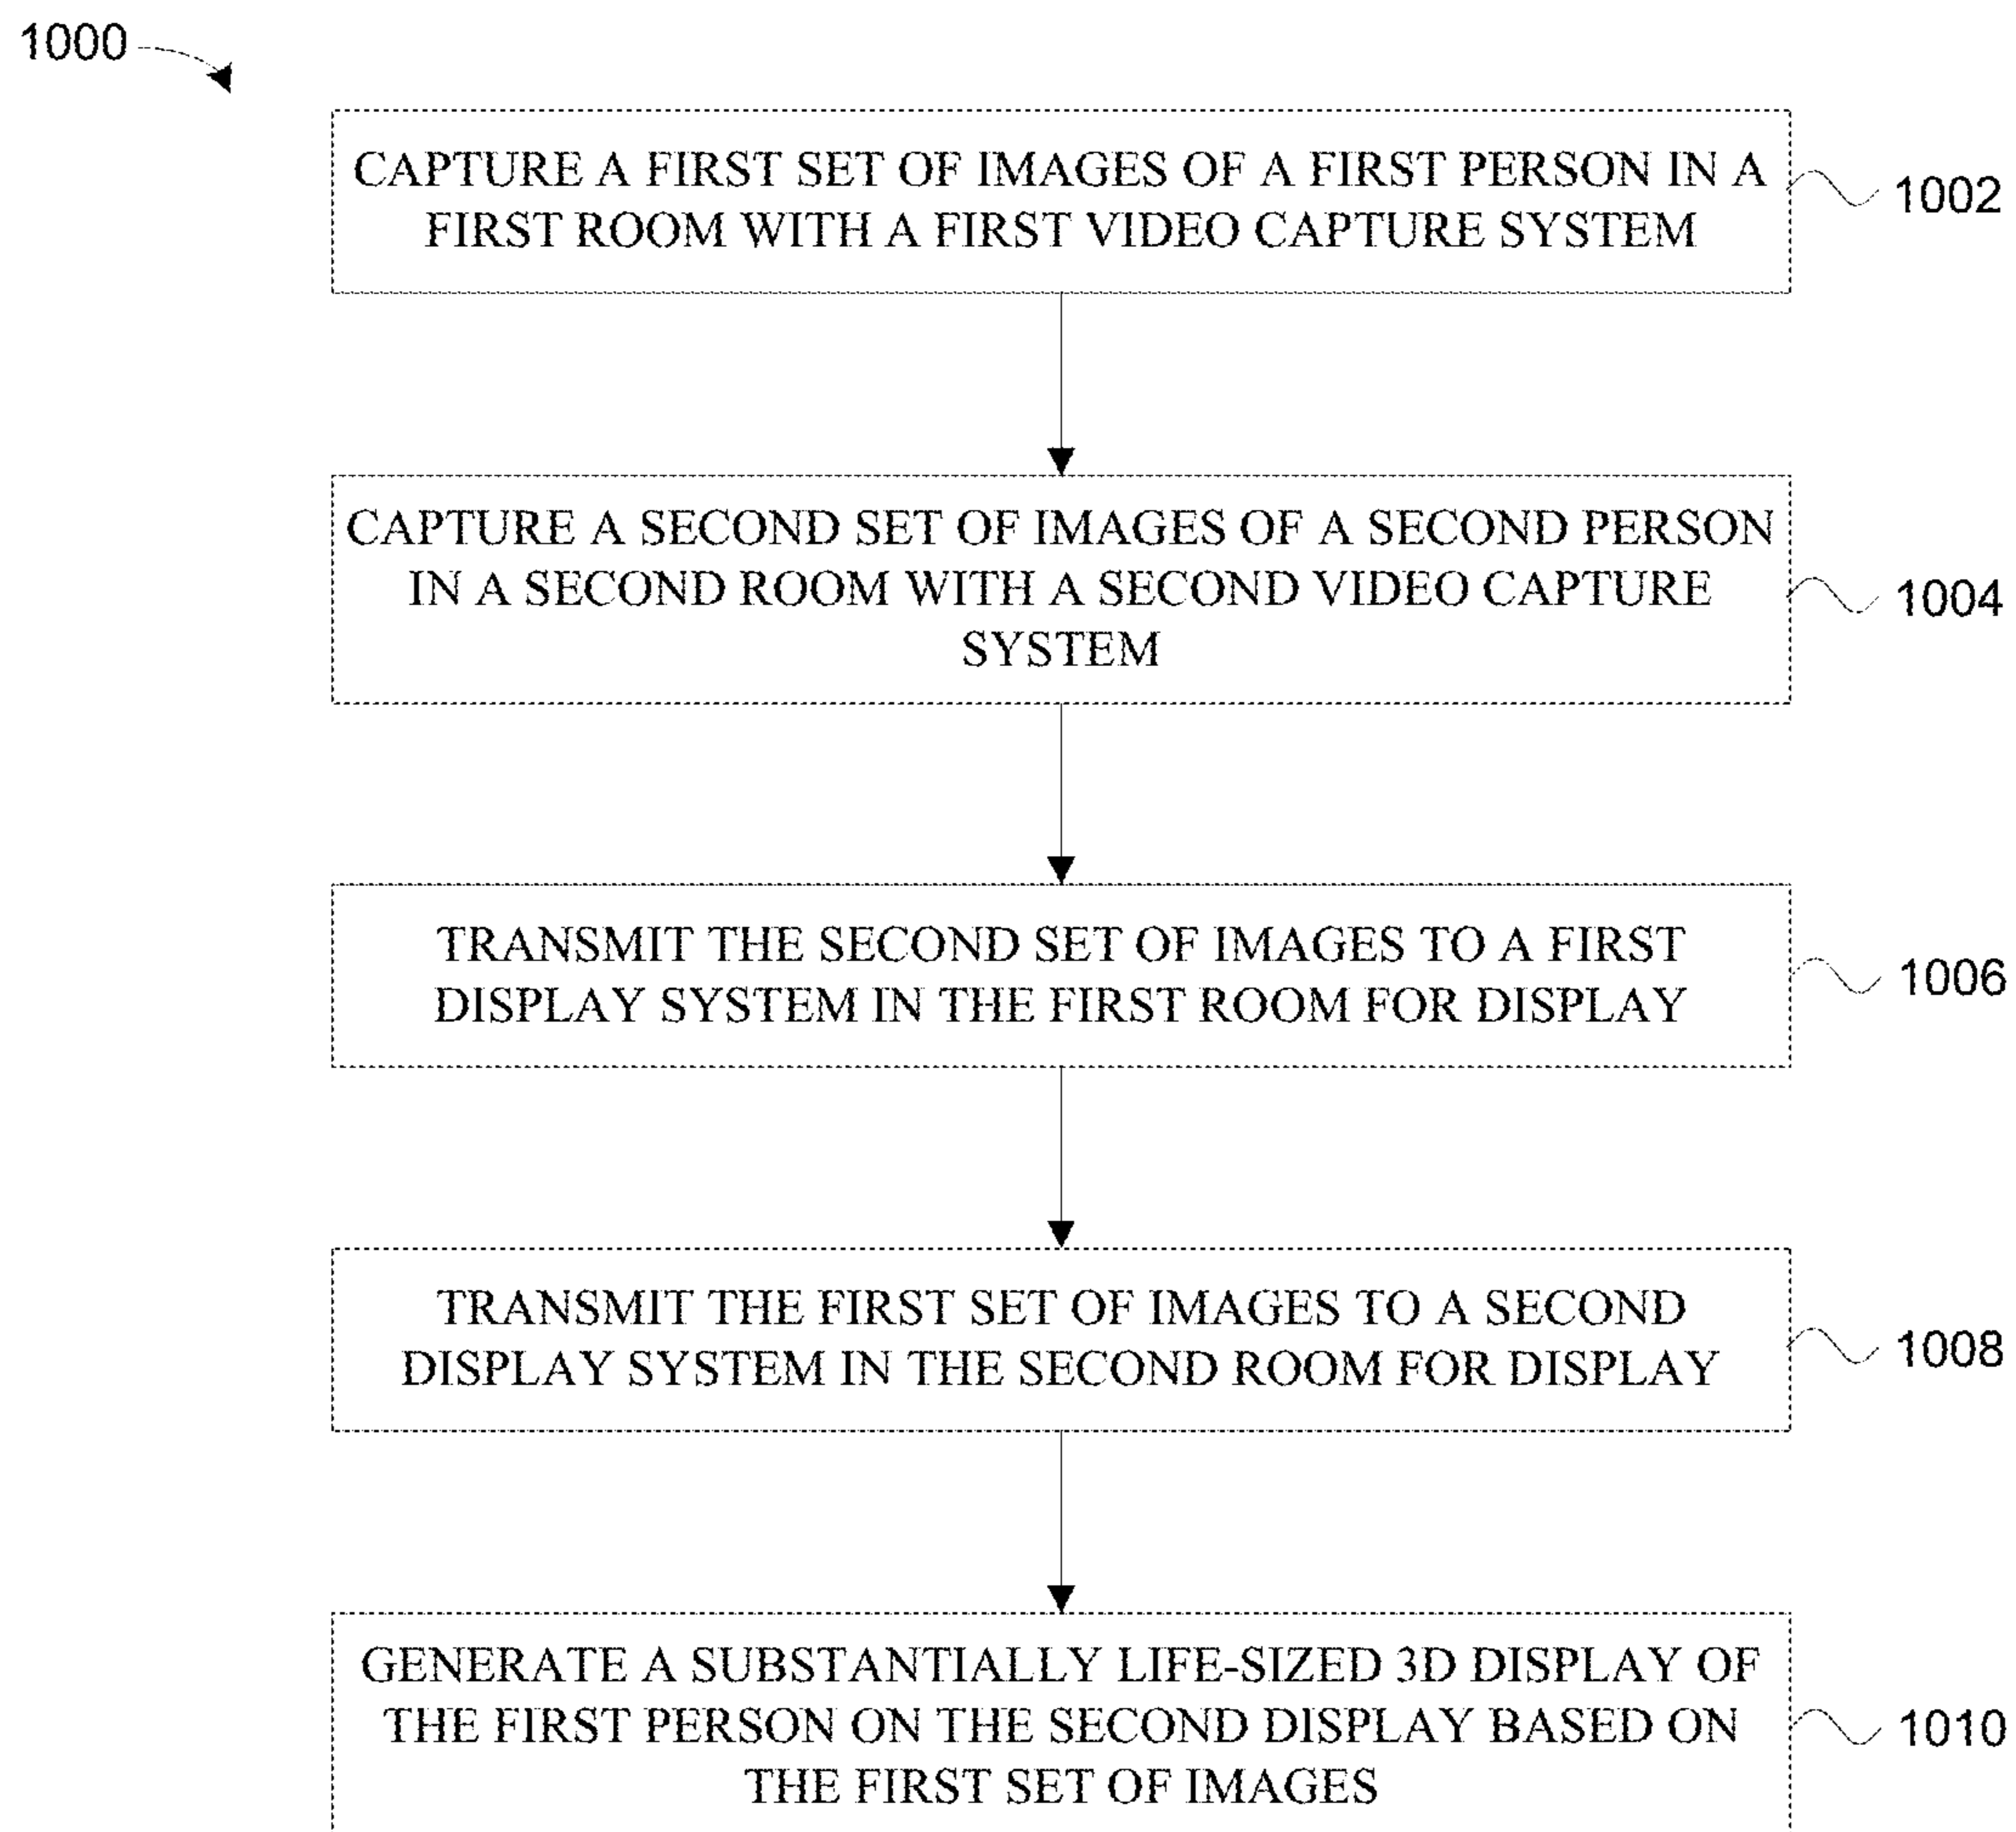 1000
CAPTURE A FIRST SET OF IMAGES OF A FIRST PERSON IN A
FIRST ROOM WITH A FIRST VIDEO CAPTURE SYSTEM
1002
CAPTURE A SECOND SET OF IMAGES OF A SECOND PERSON
IN A SECOND ROOM WITH A SECOND VIDEO CAPTURE
SYSTEM
1004
TRANSMIT THE SECOND SET OF IMAGES TO A FIRST
DISPLAY SYSTEM IN THE FIRST ROOM FOR DISPLAY
1006
TRANSMIT THE FIRST SET OF IMAGES TO A SECOND
DISPLAY SYSTEM IN THE SECOND ROOM FOR DISPLAY
1008
GENERATE A SUBSTANTIALLY LIFE-SIZED 3D DISPLAY OF
THE FIRST PERSON ON THE SECOND DISPLAY BASED ON
THE FIRST SET OF IMAGES
1010